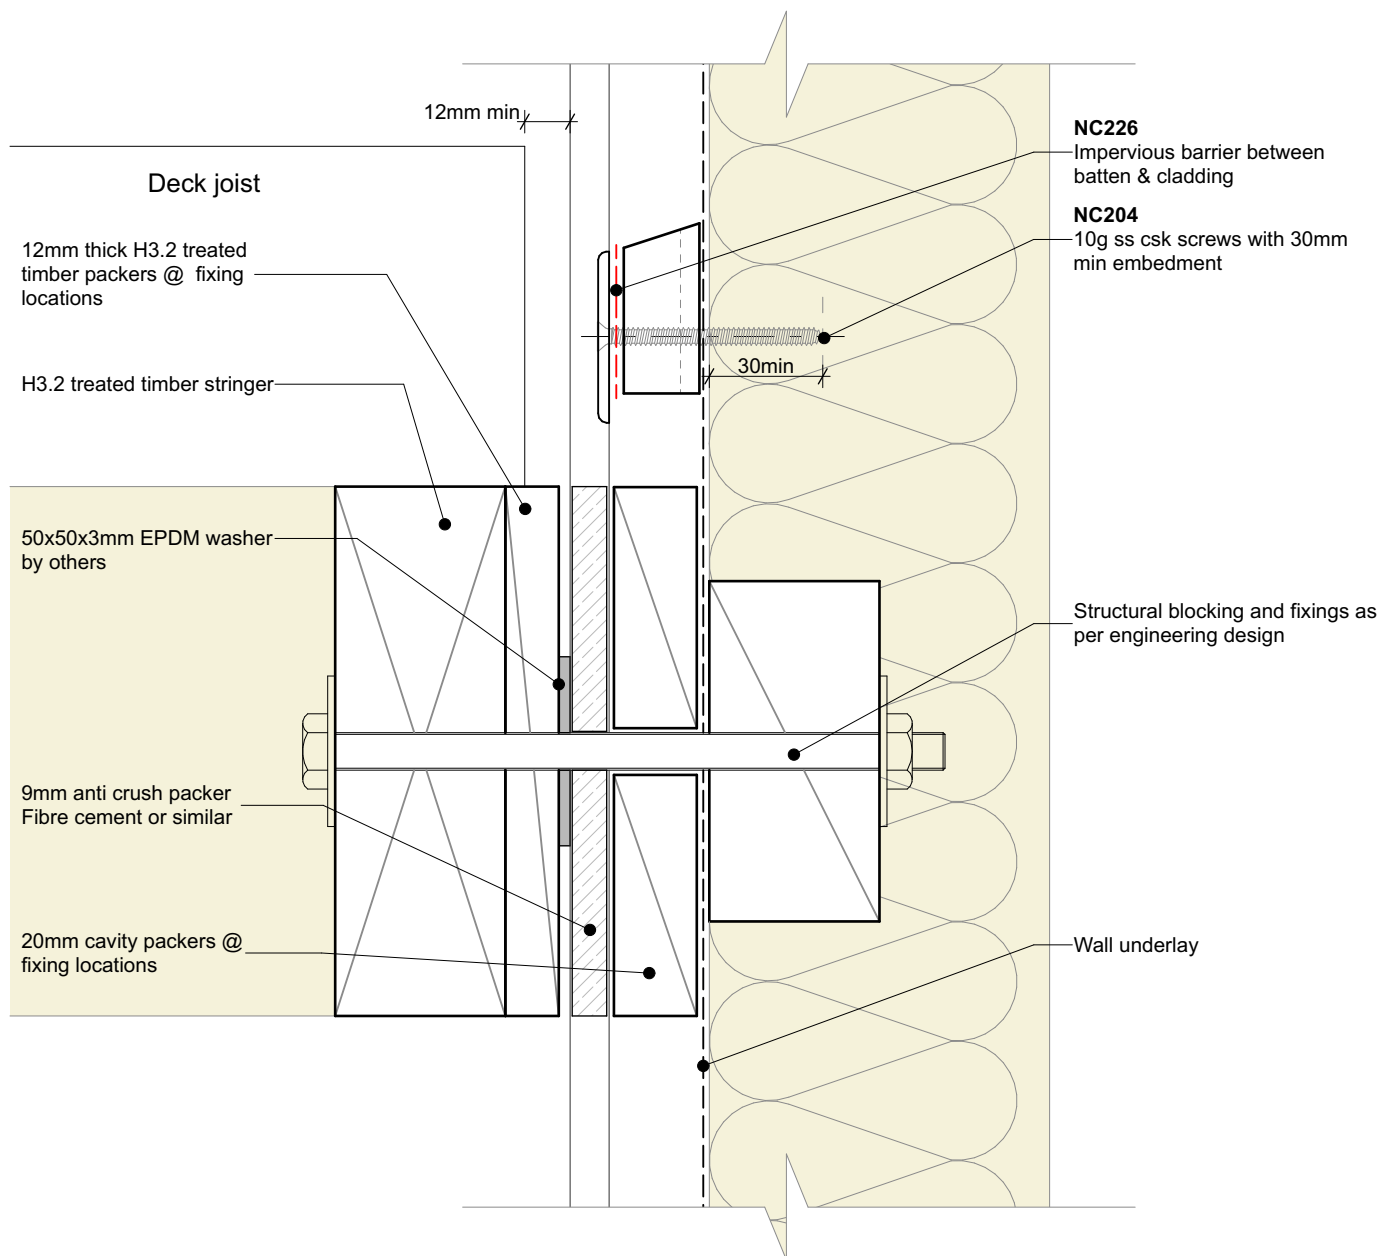 12mm min
Deck joist
12mm thick H3.2 treated
timber packers @ fixing
locations
H3.2 treated timber stringer
50x50x3mm EPDM washer
by others
9mm anti crush packer
Fibre cement or similar
20mm cavity packers @
fixing locations
30min
NC226
Impervious barrier between
batten & cladding
NC204
10g ss csk screws with 30mm
min embedment
Structural blocking and fixings as
per engineering design
Wall underlay